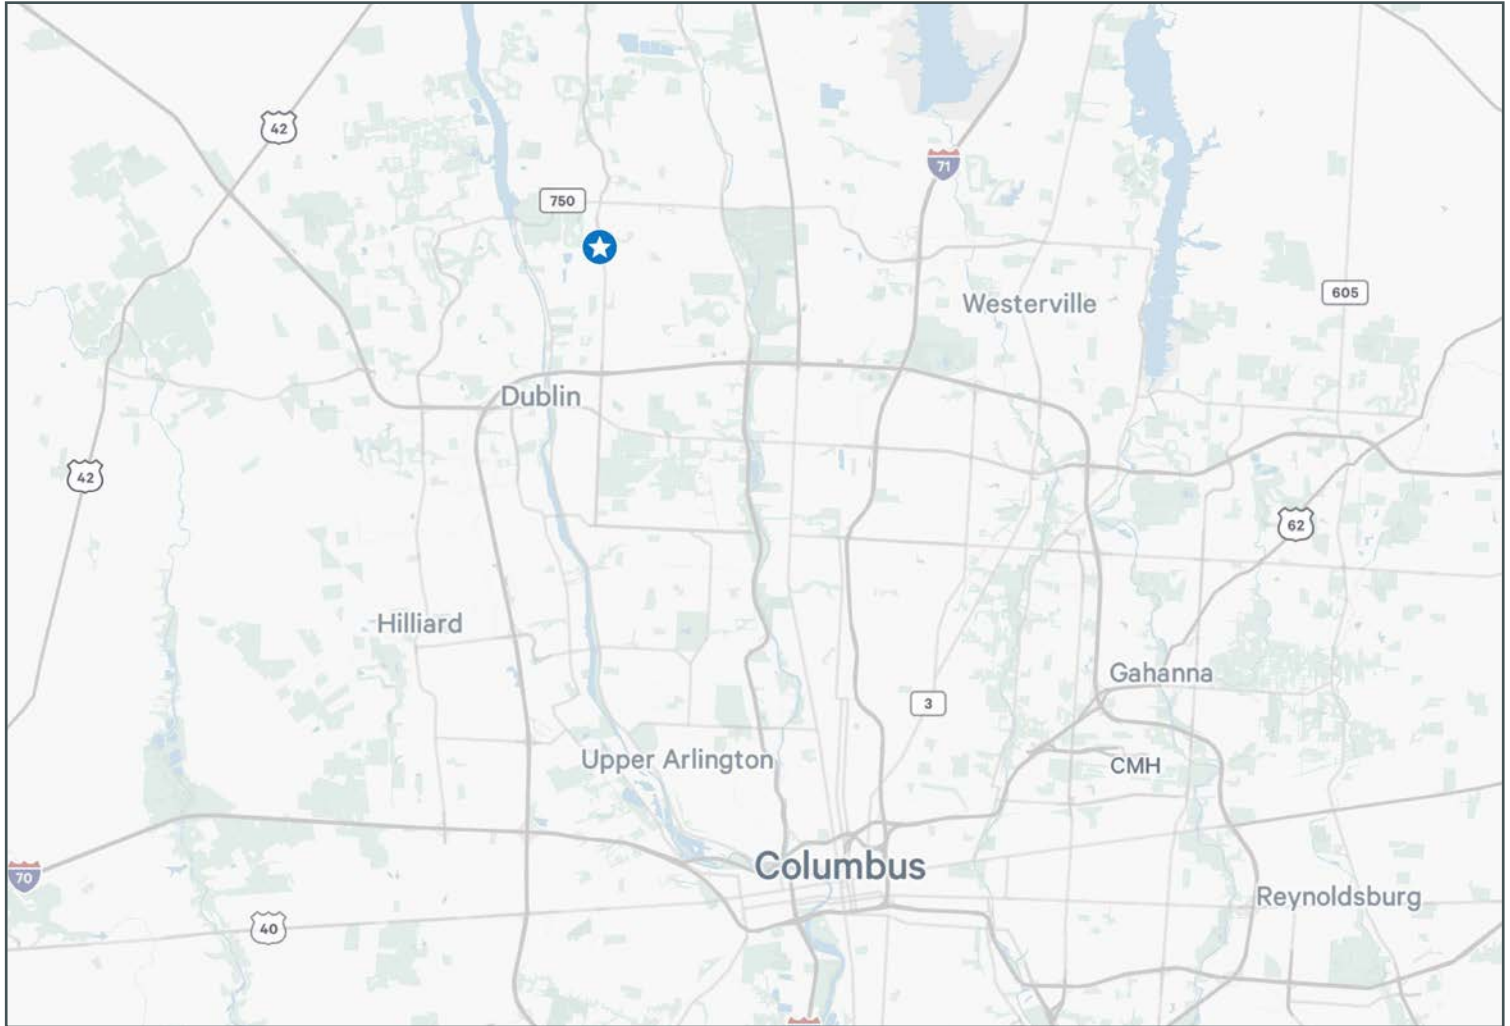 42
71
750
605
Westerville
Dublin
42
62
Hilliard
Gahanna
3
Upper Arlington
CMH
Columbus
70
Reynoldsburg
40